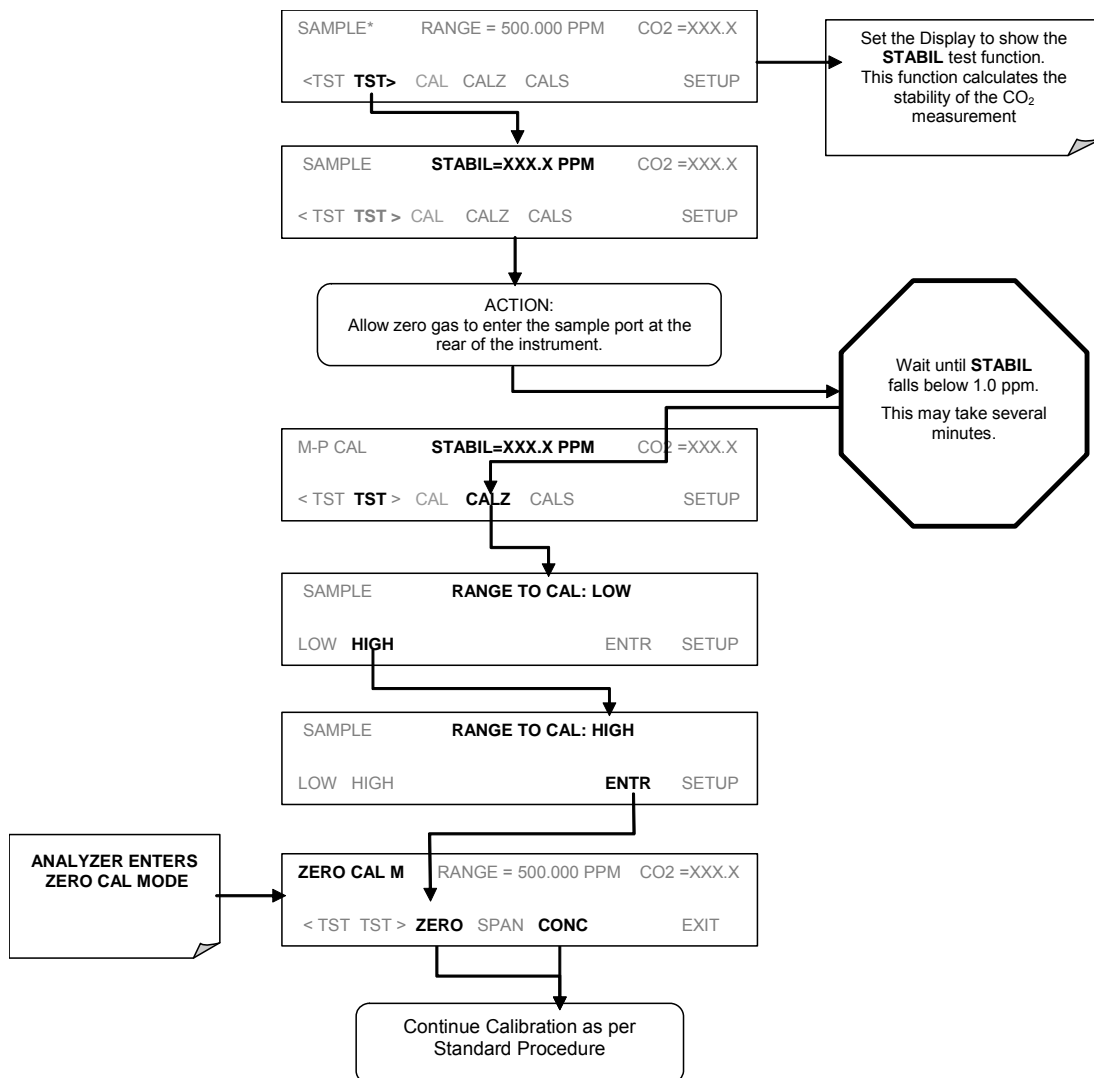 SAMPLE* RANGE = 500.000 PPM CO2 =XXX.X
<TST TST> CAL CALZ CALS SETUP
Set the Display to show the
STABIL test function.
This function calculates the
stability of the CO2
measurement
SAMPLE STABIL=XXX.X PPM CO2 =XXX.X
< TST TST > CAL CALZ CALS SETUP
ACTION:
Allow zero gas to enter the sample port at the
rear of the instrument.
Wait until STABIL
falls below 1.0 ppm.
This may take several
minutes.
M-P CAL STABIL=XXX.X PPM CO2 =XXX.X
< TST TST > CAL CALZ CALS SETUP
SAMPLE RANGE TO CAL: LOW
LOW HIGH ENTR SETUP
SAMPLE RANGE TO CAL: HIGH
LOW HIGH ENTR SETUP
ANALYZER ENTERS
ZERO CAL MODE
ZERO CAL M RANGE = 500.000 PPM CO2 =XXX.X
< TST TST > ZERO SPAN CONC EXIT
Continue Calibration as per
Standard Procedure